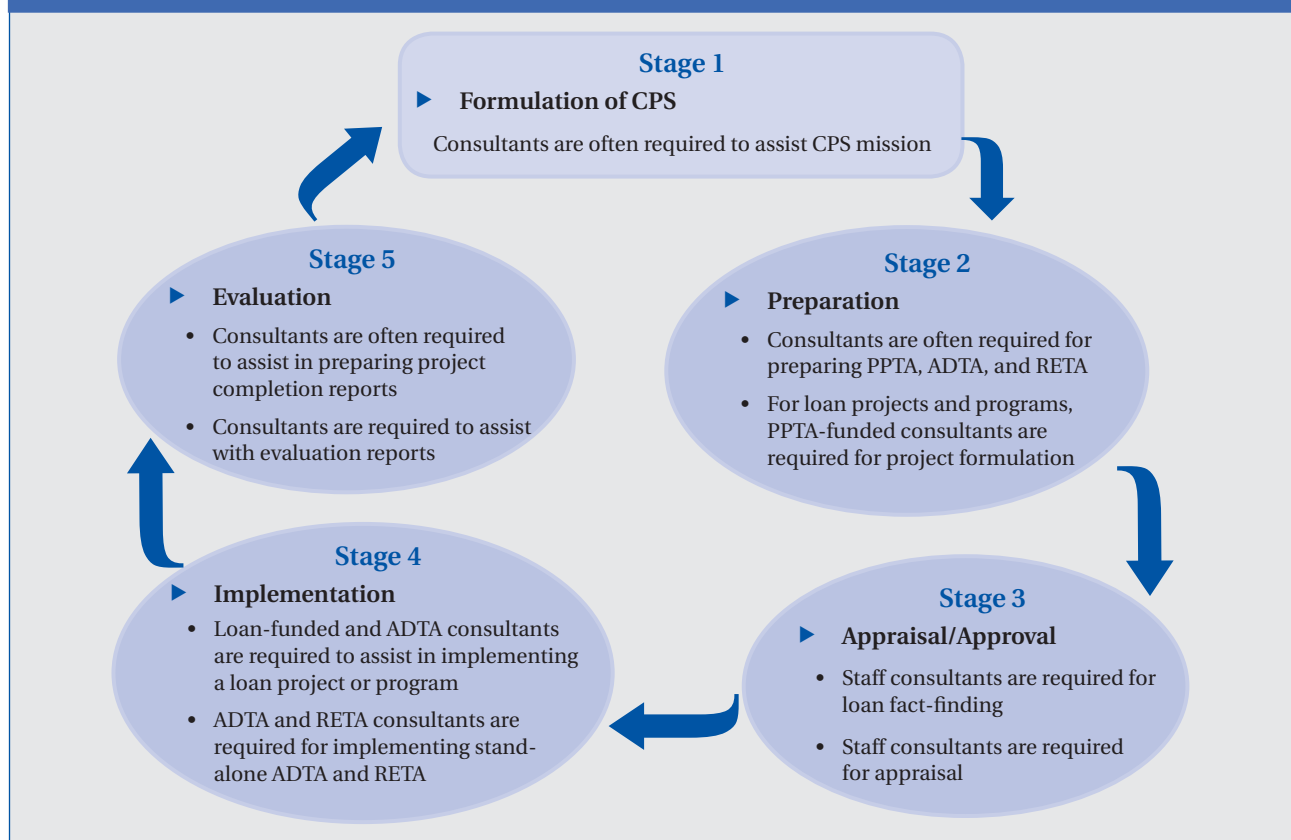 Stage 1
▶ Formulation of CPS
Consultants are often required to assist CPS mission
Stage 2
▶ Preparation
• Consultants are often required for
preparing PPTA, ADTA, and RETA
• For loan projects and programs,
PPTA-funded consultants are
required for project formulation
Stage 3
▶ Appraisal/Approval
• Staff consultants are required for
loan fact-finding
• Staff consultants are required
for appraisal
Stage 4
▶ Implementation
• Loan-funded and ADTA consultants
are required to assist in implementing
a loan project or program
• ADTA and RETA consultants are
required for implementing stand-
alone ADTA and RETA
Stage 5
▶ Evaluation
• Consultants are often required
to assist in preparing project
completion reports
• Consultants are required to assist
with evaluation reports